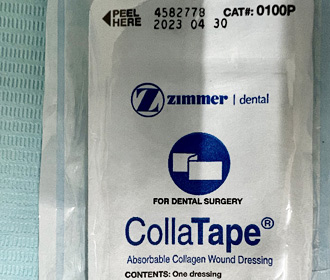 PEEL 4582778 CAT#: 0100P
HERE 2023 04 30
Z zimmer | dental
FOR DENTAL SURGERY
CollaTape®
Absorbable Collagen Wound Dressing
CONTENTS: One dressing